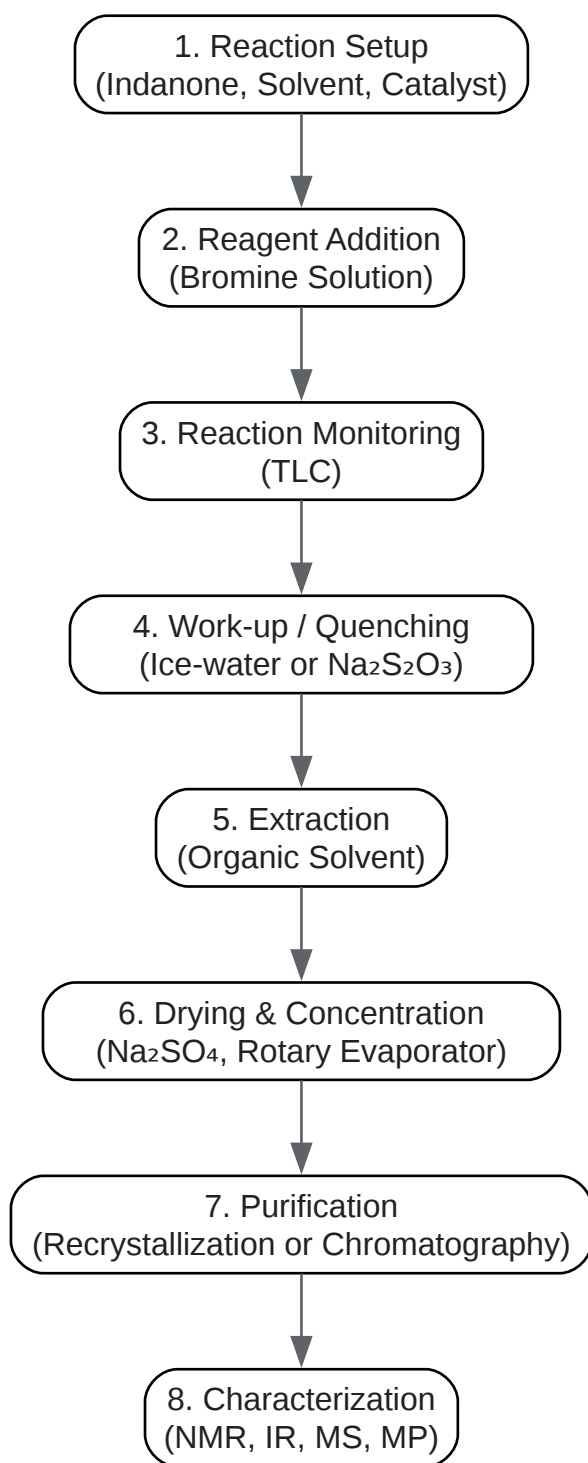 1. Reaction Setup
(Indanone, Solvent, Catalyst)
2. Reagent Addition
(Bromine Solution)
3. Reaction Monitoring
(TLC)
4. Work-up / Quenching
(Ice-water or Na₂S₂O₃)
5. Extraction
(Organic Solvent)
6. Drying & Concentration
(Na₂SO₄, Rotary Evaporator)
7. Purification
(Recrystallization or Chromatography)
8. Characterization
(NMR, IR, MS, MP)